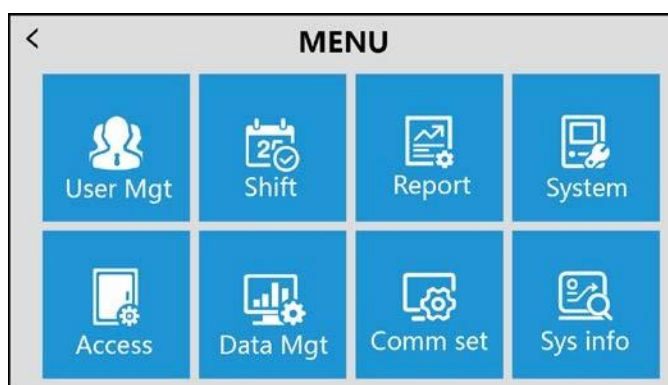 MENU
User Mgt
Shift
Report
System
Access
Data Mgt
Comm set
Sys info